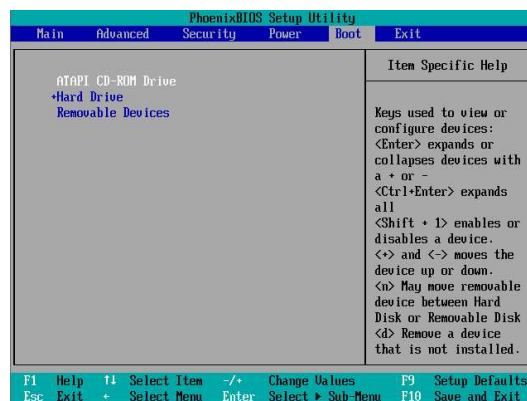 PhoenixBIOS Setup Utility
Main Advanced Security Power Boot Exit
ATAPI CD-ROM Drive
+Hard Drive
Removable Devices
Item Specific Help
Keys used to view or
configure devices:
<Enter> expands or
collapses devices with
a + or -
<Ctrl+Enter> expands
all
<Shift + 1> enables or
disables a device.
<+> and <-> moves the
device up or down.
<n> May move removable
device between Hard
Disk or Removable Disk
<d> Remove a device
that is not installed.
F1 Help ↑↓ Select Item -/+ Change Values F9 Setup Defaults
Esc Exit ← Select Menu Enter Select ▶ Sub-Menu F10 Save and Exit